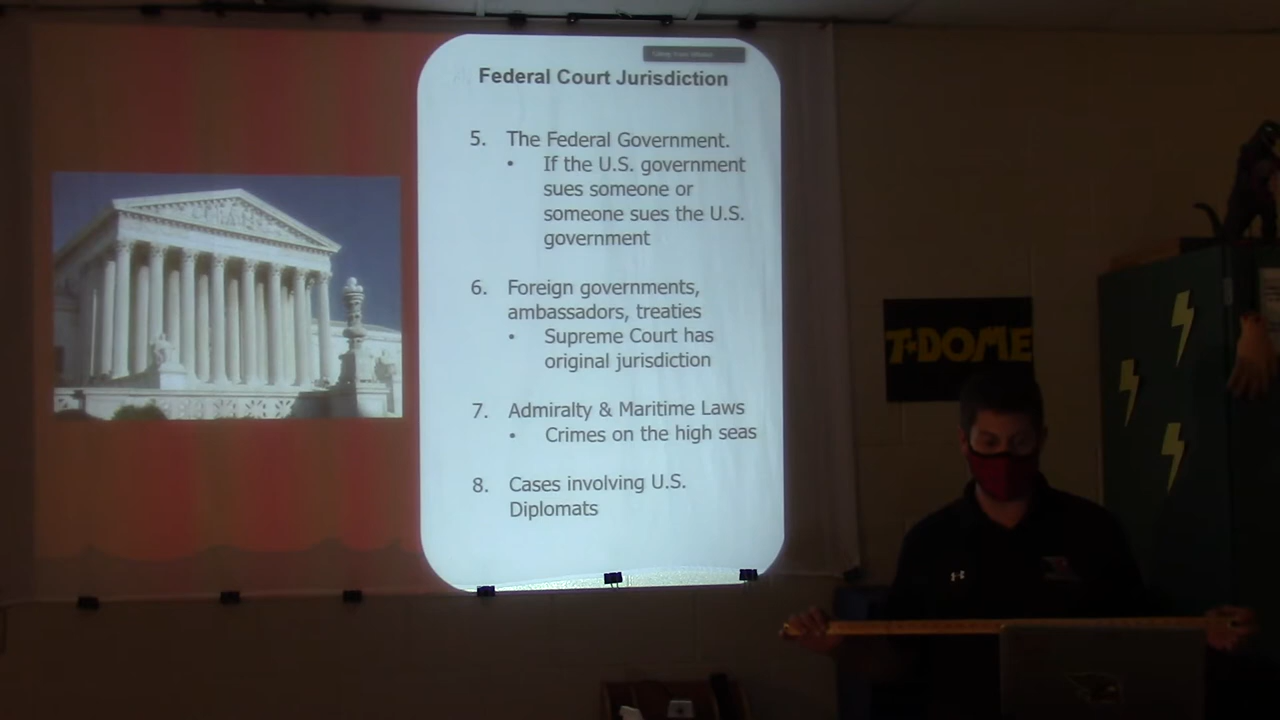 Federal Court Jurisdiction
5. The Federal Government.
• If the U.S. government
sues someone or
someone sues the U.S.
government
6. Foreign governments,
ambassadors, treaties
• Supreme Court has
original jurisdiction
7. Admiralty & Maritime Laws
• Crimes on the high seas
8. Cases involving U.S.
Diplomats
T-DOME